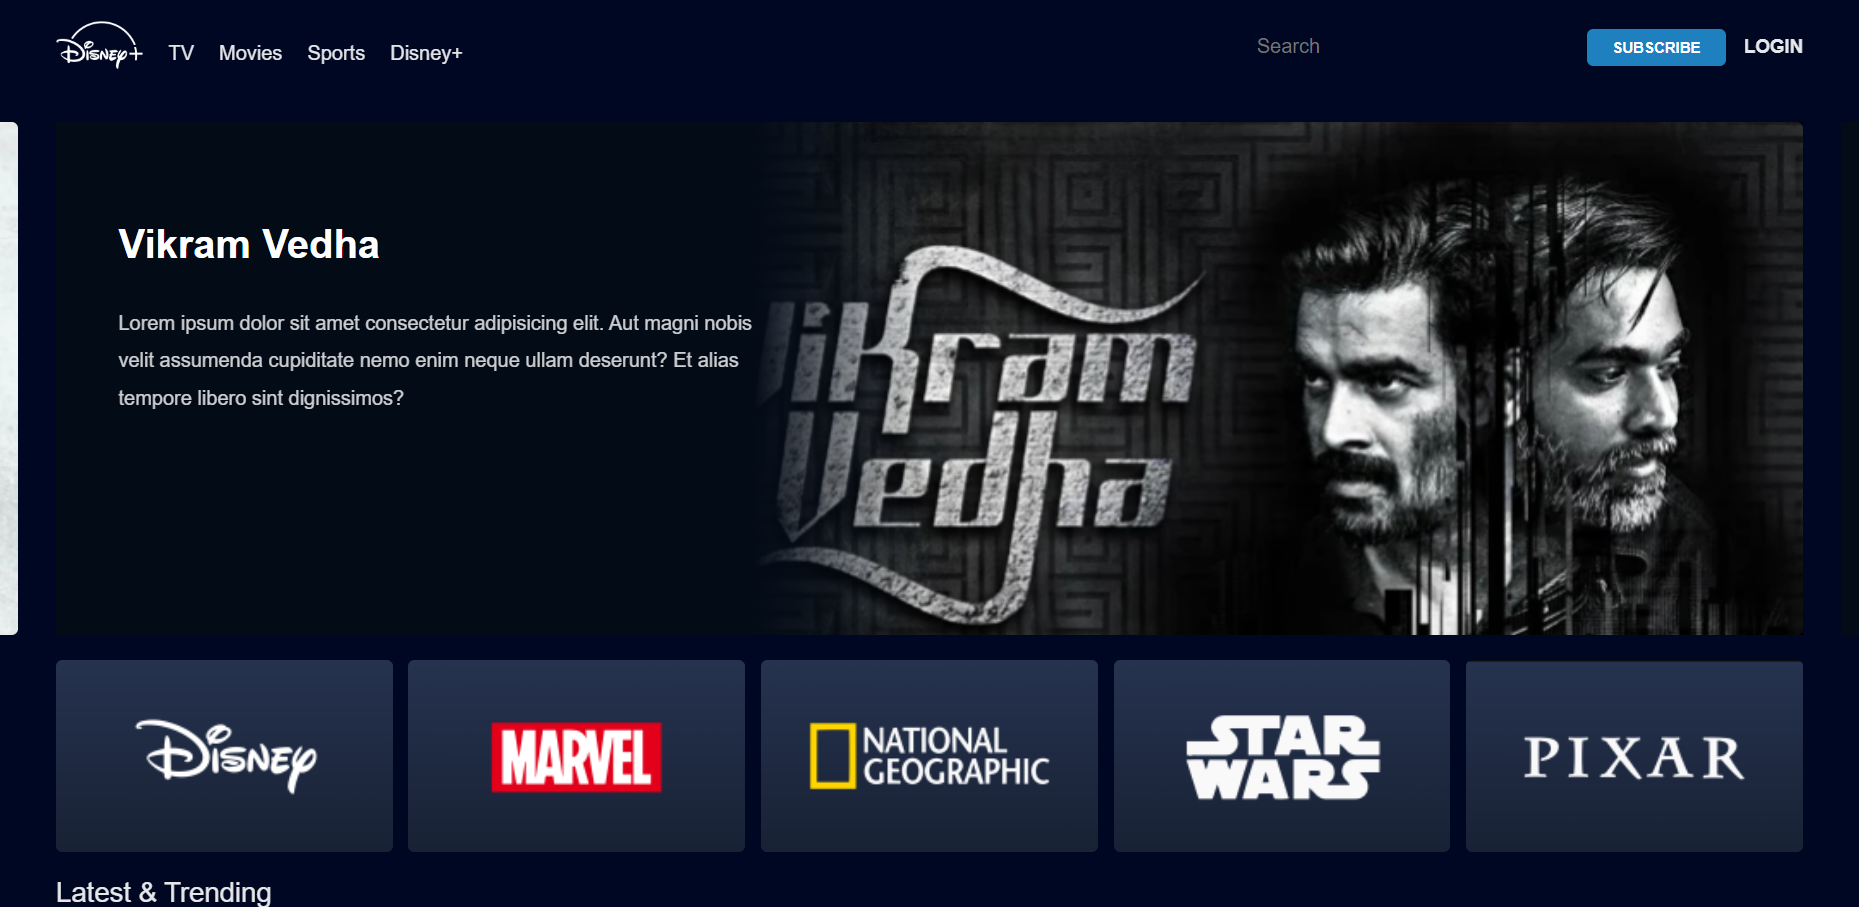 Disney+
TV
Movies
Sports
Disney+
Search
SUBSCRIBE
LOGIN
Vikram Vedha
Lorem ipsum dolor sit amet consectetur adipisicing elit. Aut magni nobis
velit assumenda cupiditate nemo enim neque ullam deserunt? Et alias
tempore libero sint dignissimos?
Vikram
Vedha
Disney
MARVEL
NATIONAL
GEOGRAPHIC
STAR
WARS
PIXAR
Latest & Trending